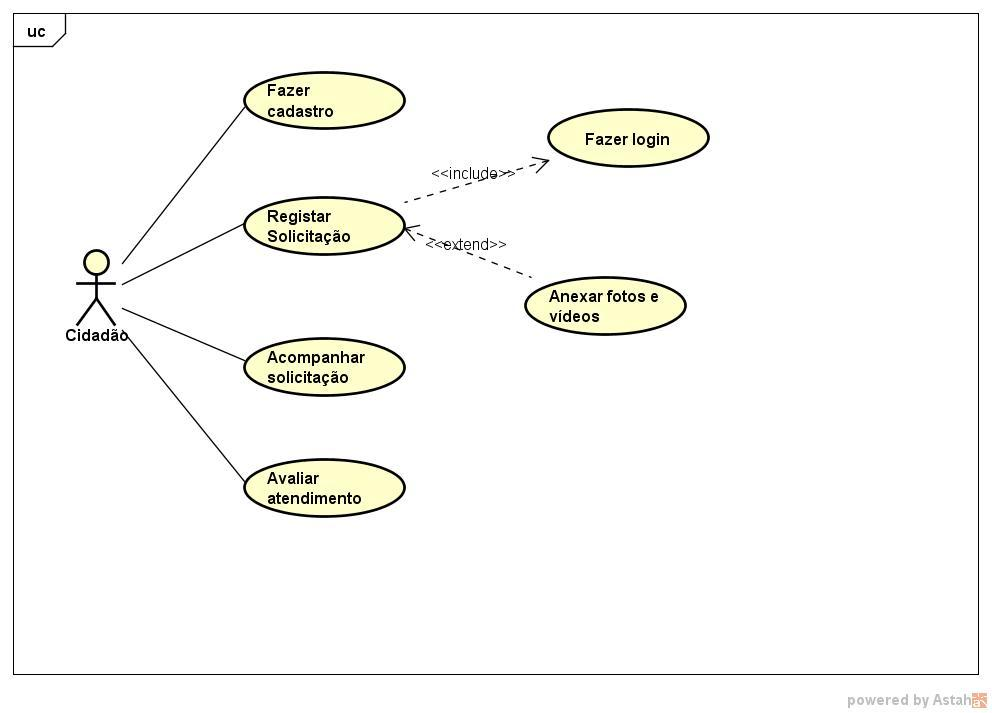 uc
Fazer
cadastro
Fazer login
<<include>>
Registar
Solicitação
<<extend>>
Anexar fotos e
vídeos
Cidadão
Acompanhar
solicitação
Avaliar
atendimento
powered by Astah